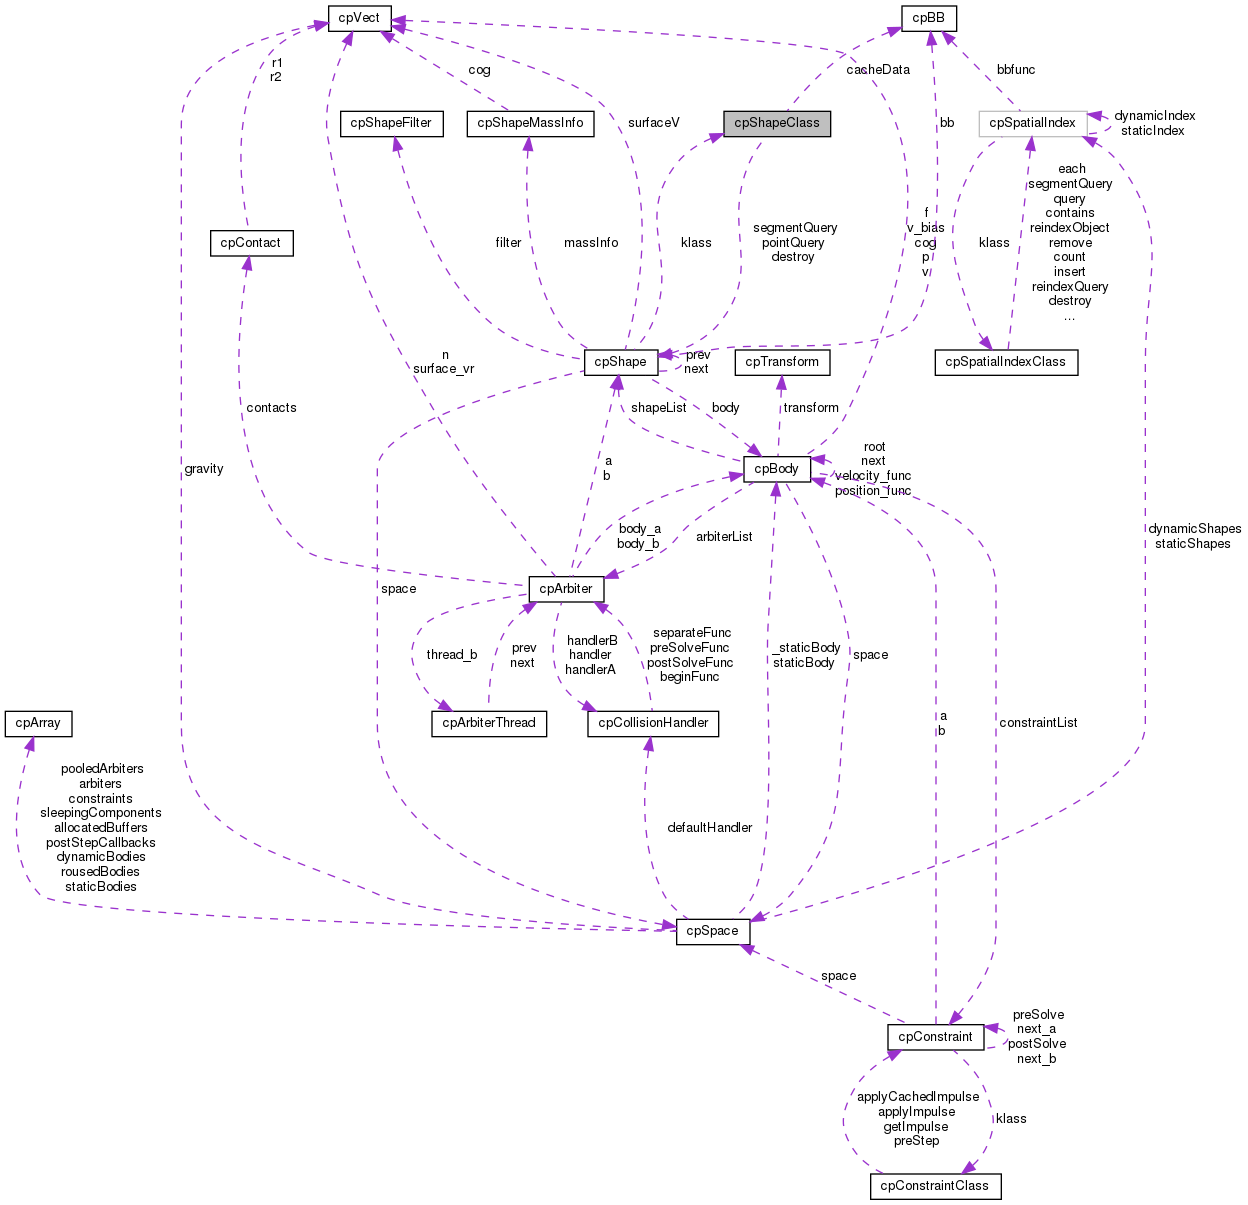 cpVect
cpBB
r1
r2
cog
cacheData
bbfunc
cpShapeFilter
cpShapeMassInfo
cpShapeClass
cpSpatialIndex
dynamicIndex
staticIndex
surfaceV
bb
each
segmentQuery
query
contains
reindexObject
remove
count
insert
reindexQuery
destroy
...
cpContact
filter
massInfo
klass
segmentQuery
pointQuery
destroy
f
v_bias
cog
p
v
klass
n
surface_vr
cpShape
prev
next
cpTransform
cpSpatialIndexClass
contacts
shapeList
body
transform
gravity
a
b
cpBody
root
next
velocity_func
position_func
body_a
body_b
arbiterList
dynamicShapes
staticShapes
space
cpArbiter
thread_b
prev
next
handlerB
handler
handlerA
separateFunc
preSolveFunc
postSolveFunc
beginFunc
_staticBody
staticBody
space
cpArray
cpArbiterThread
cpCollisionHandler
a
b
constraintList
pooledArbiters
arbiters
constraints
sleepingComponents
allocatedBuffers
postStepCallbacks
dynamicBodies
rousedBodies
staticBodies
defaultHandler
cpSpace
space
cpConstraint
preSolve
next_a
postSolve
next_b
applyCachedImpulse
applyImpulse
getImpulse
preStep
klass
cpConstraintClass